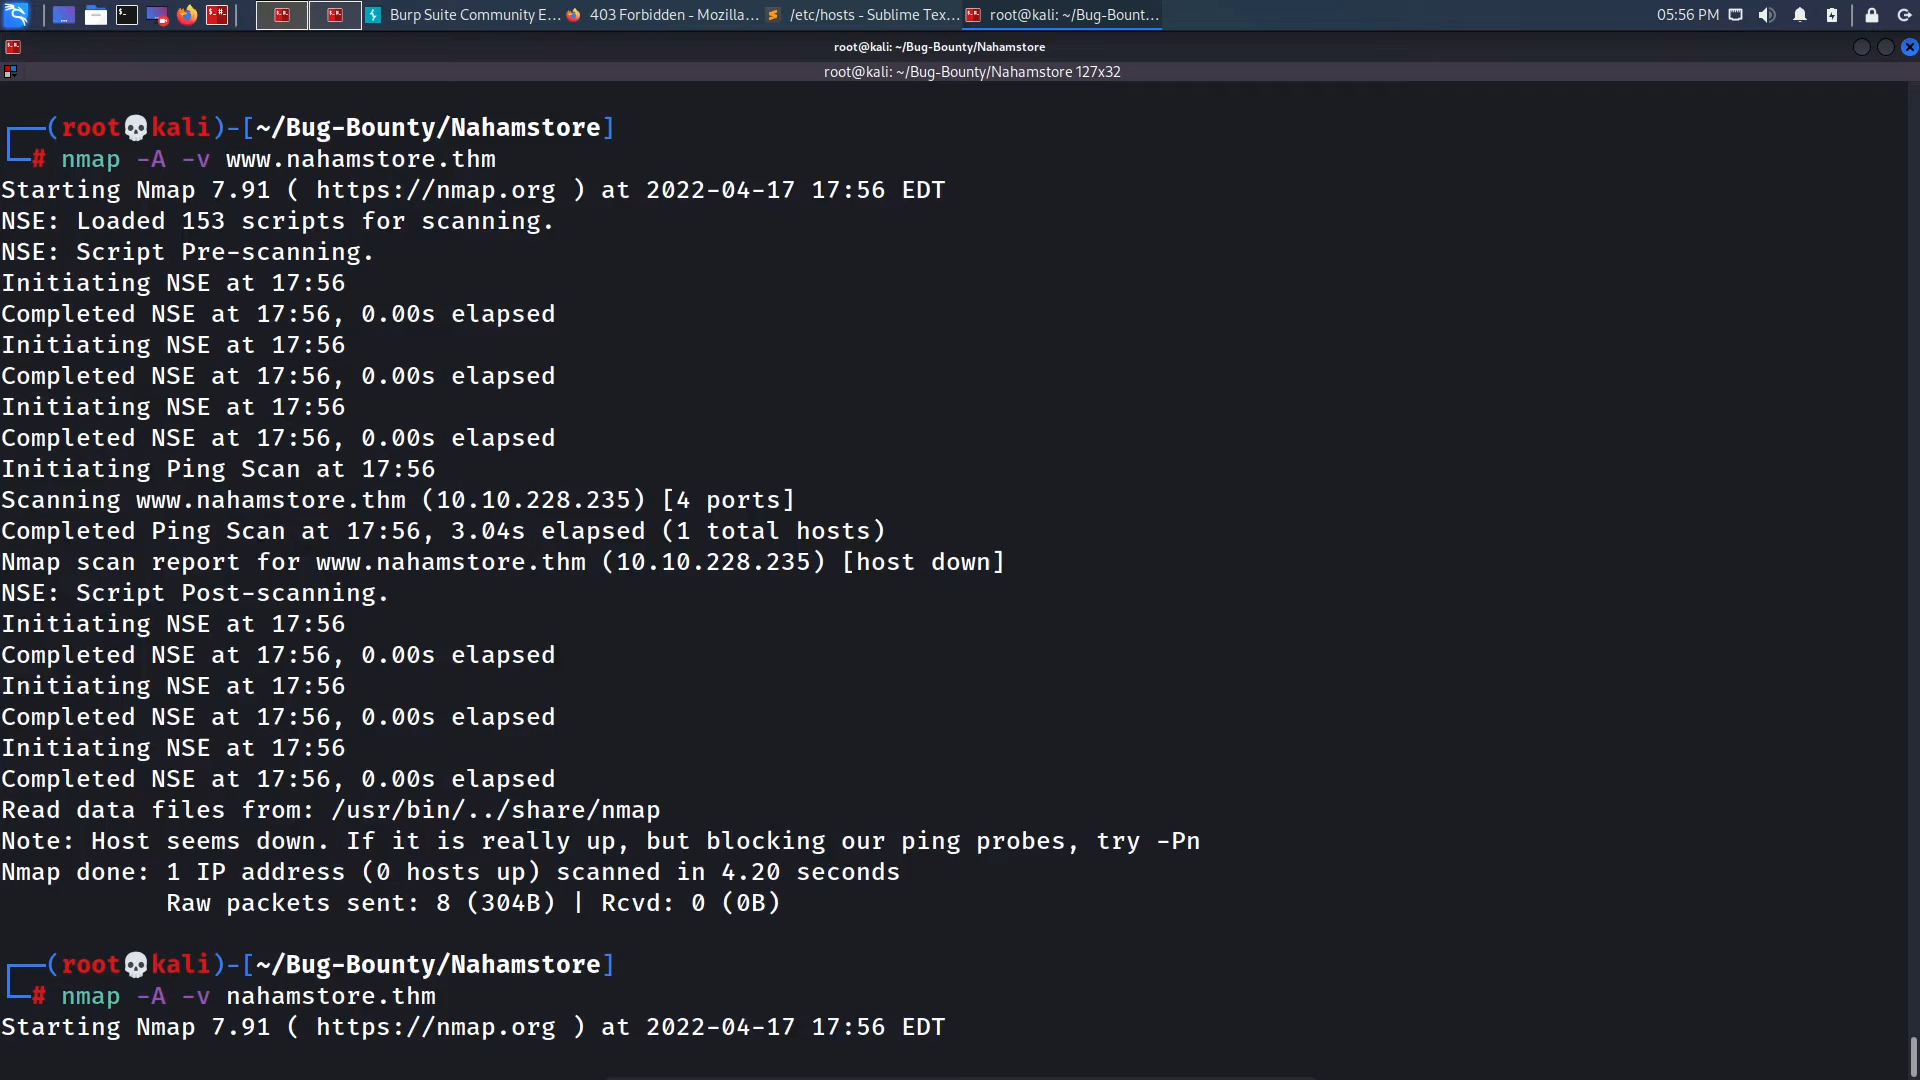 Burp Suite Community E...
403 Forbidden - Mozilla...
/etc/hosts - Sublime Tex...
root@kali: ~/Bug-Bount...
05:56 PM
root@kali: ~/Bug-Bounty/Nahamstore
root@kali: ~/Bug-Bounty/Nahamstore 127x32
┌──(root💀kali)-[~/Bug-Bounty/Nahamstore]
└─# nmap -A -v www.nahamstore.thm
Starting Nmap 7.91 ( https://nmap.org ) at 2022-04-17 17:56 EDT
NSE: Loaded 153 scripts for scanning.
NSE: Script Pre-scanning.
Initiating NSE at 17:56
Completed NSE at 17:56, 0.00s elapsed
Initiating NSE at 17:56
Completed NSE at 17:56, 0.00s elapsed
Initiating NSE at 17:56
Completed NSE at 17:56, 0.00s elapsed
Initiating Ping Scan at 17:56
Scanning www.nahamstore.thm (10.10.228.235) [4 ports]
Completed Ping Scan at 17:56, 3.04s elapsed (1 total hosts)
Nmap scan report for www.nahamstore.thm (10.10.228.235) [host down]
NSE: Script Post-scanning.
Initiating NSE at 17:56
Completed NSE at 17:56, 0.00s elapsed
Initiating NSE at 17:56
Completed NSE at 17:56, 0.00s elapsed
Initiating NSE at 17:56
Completed NSE at 17:56, 0.00s elapsed
Read data files from: /usr/bin/../share/nmap
Note: Host seems down. If it is really up, but blocking our ping probes, try -Pn
Nmap done: 1 IP address (0 hosts up) scanned in 4.20 seconds
Raw packets sent: 8 (304B) | Rcvd: 0 (0B)
┌──(root💀kali)-[~/Bug-Bounty/Nahamstore]
└─# nmap -A -v nahamstore.thm
Starting Nmap 7.91 ( https://nmap.org ) at 2022-04-17 17:56 EDT